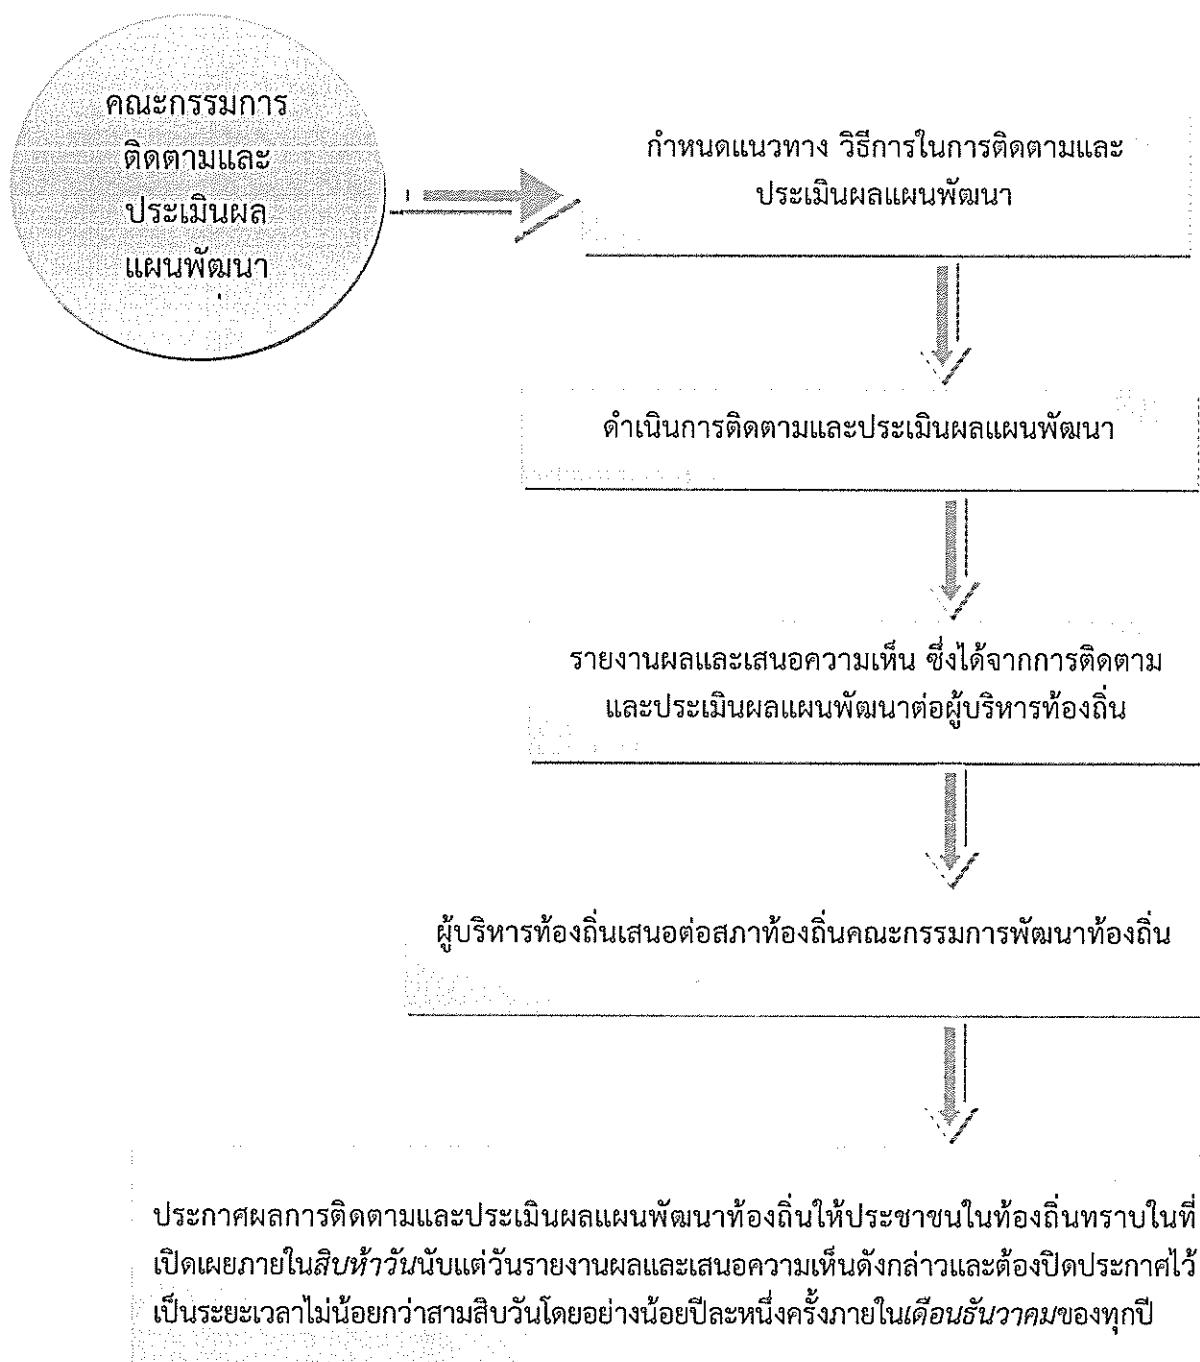 คณะกรรมการ
ติดตามและ
ประเมินผล
แผนพัฒนา
กำหนดแนวทาง วิธีการในการติดตามและ
ประเมินผลแผนพัฒนา
ดำเนินการติดตามและประเมินผลแผนพัฒนา
รายงานผลและเสนอความเห็น ซึ่งได้จากการติดตาม
และประเมินผลแผนพัฒนาต่อผู้บริหารท้องถิ่น
ผู้บริหารท้องถิ่นเสนอต่อสภาท้องถิ่นคณะกรรมการพัฒนาท้องถิ่น
ประกาศผลการติดตามและประเมินผลแผนพัฒนาท้องถิ่นให้ประชาชนในท้องถิ่นทราบในที่
เปิดเผยภายในสิบห้าวันนับแต่วันรายงานผลและเสนอความเห็นดังกล่าวและต้องปิดประกาศไว้
เป็นระยะเวลาไม่น้อยกว่าสามสิบวันโดยอย่างน้อยปีละหนึ่งครั้งภายในเดือนธันวาคมของทุกปี